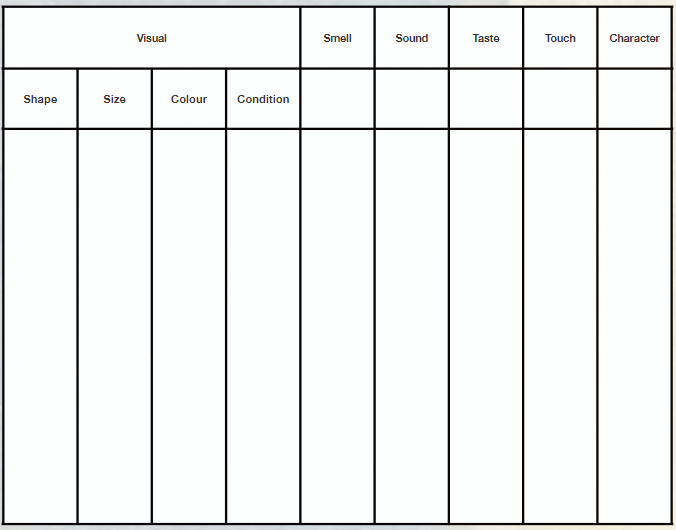 Visual Smell Sound Taste Touch Character
Shape Size Colour Condition